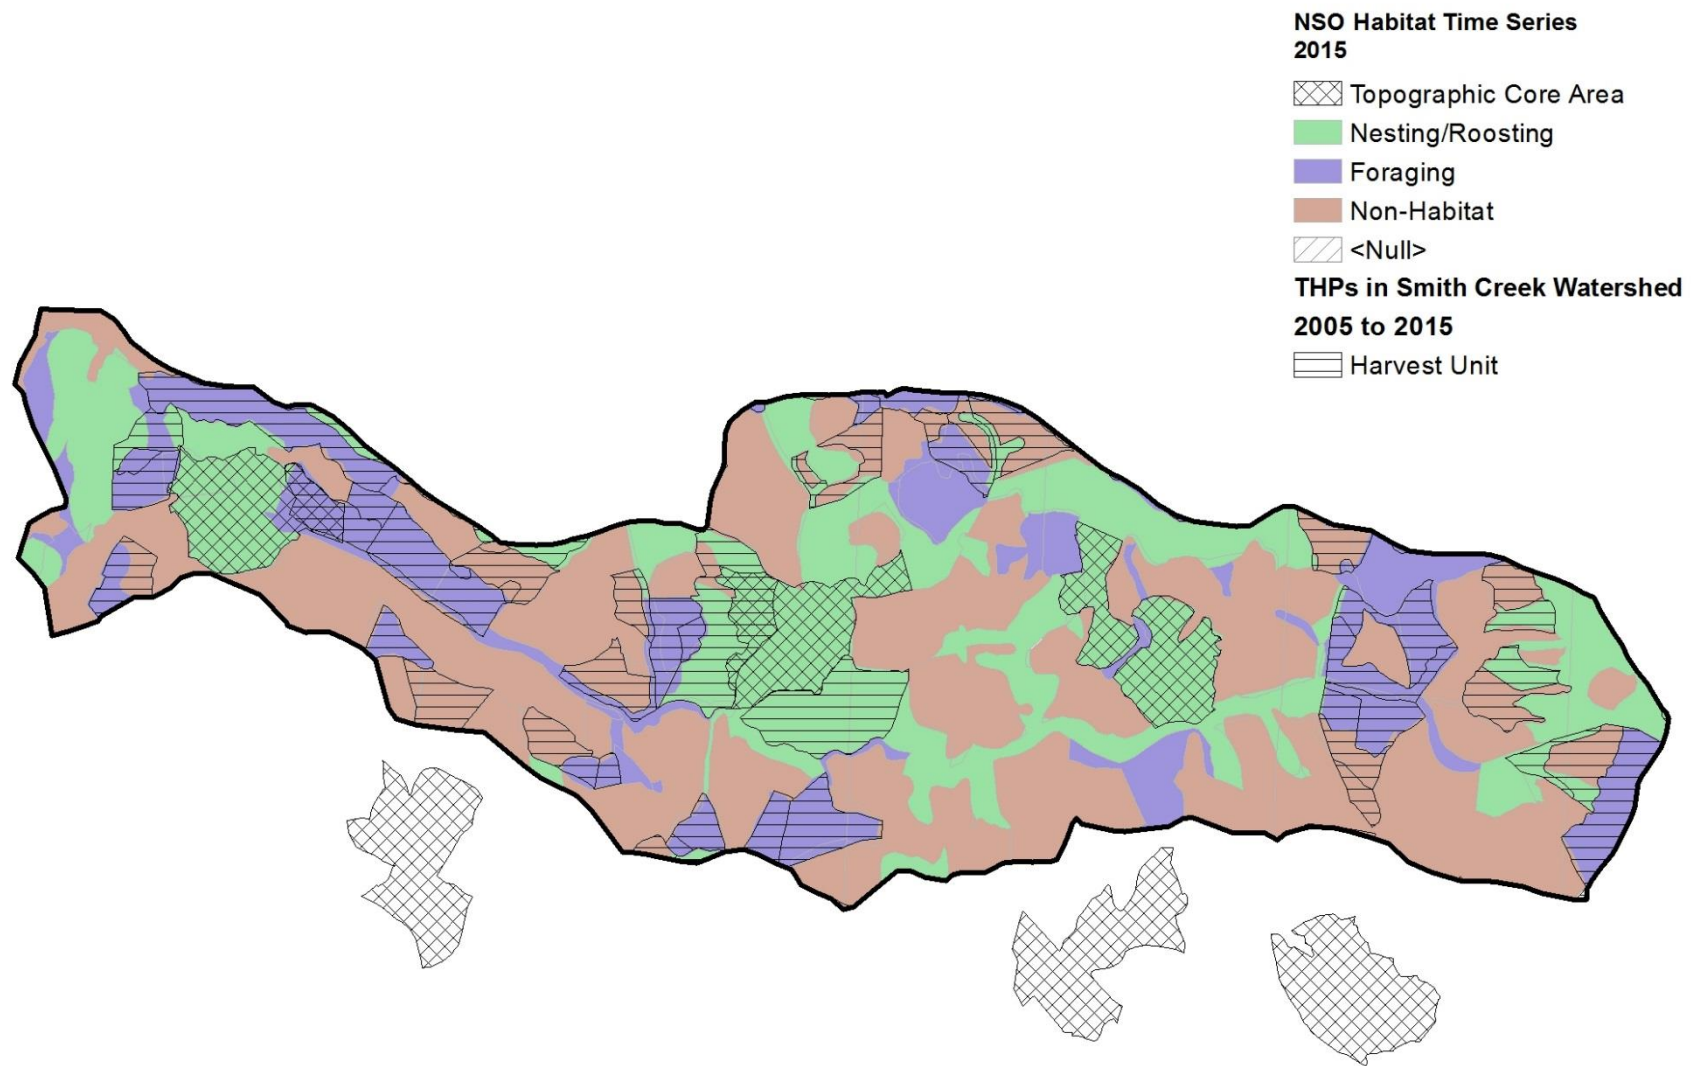 NSO Habitat Time Series
2015
Topographic Core Area
Nesting/Roosting
Foraging
Non-Habitat
<Null>
THPs in Smith Creek Watershed
2005 to 2015
Harvest Unit